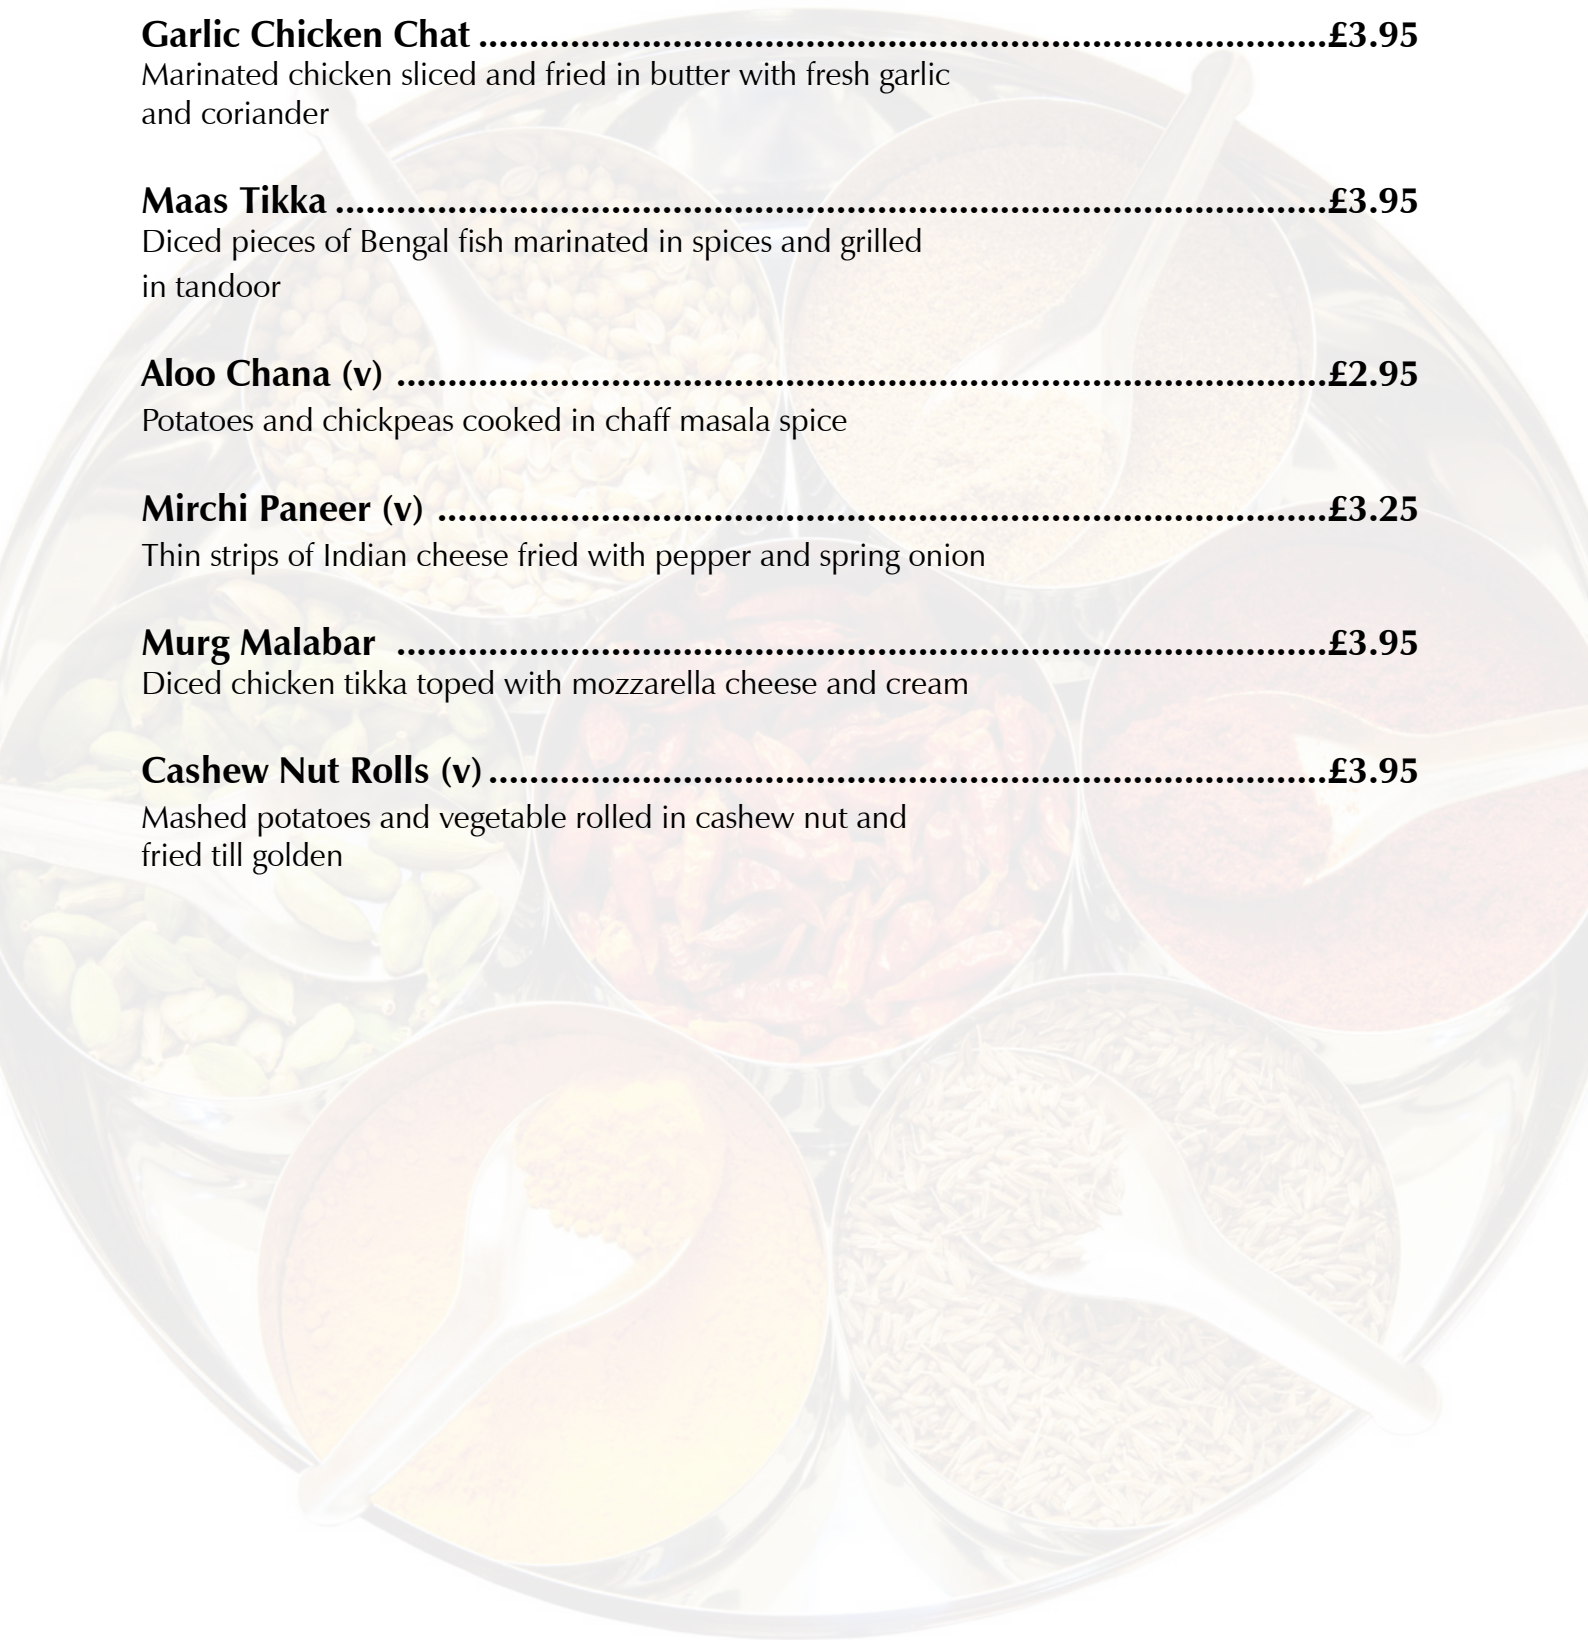 Garlic Chicken Chat ....................................................................................£3.95
Marinated chicken sliced and fried in butter with fresh garlic
and coriander
Maas Tikka ..................................................................................................£3.95
Diced pieces of Bengal fish marinated in spices and grilled
in tandoor
Aloo Chana (v) ............................................................................................£2.95
Potatoes and chickpeas cooked in chaff masala spice
Mirchi Paneer (v) ........................................................................................£3.25
Thin strips of Indian cheese fried with pepper and spring onion
Murg Malabar ............................................................................................£3.95
Diced chicken tikka toped with mozzarella cheese and cream
Cashew Nut Rolls (v) ...................................................................................£3.95
Mashed potatoes and vegetable rolled in cashew nut and
fried till golden